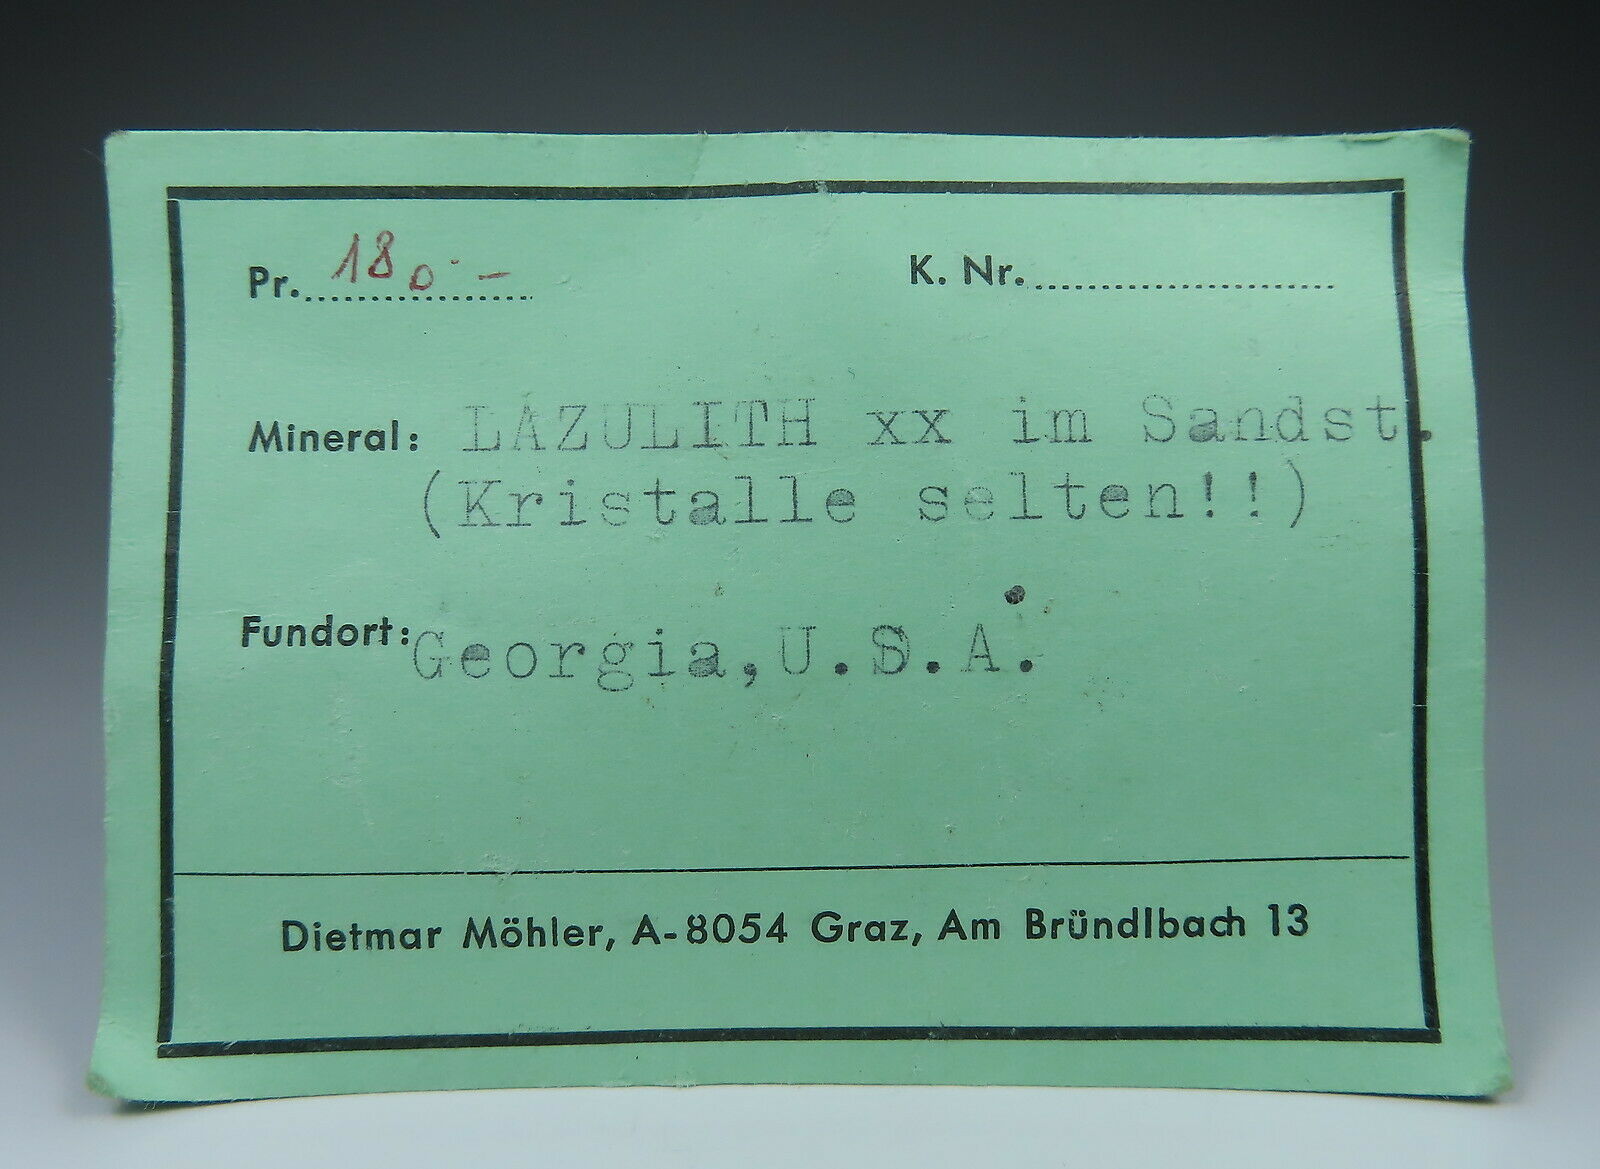 Pr. 180.- K. Nr.
Mineral: LAZULITH xx im Sandst.
(Kristalle selten!!)
Fundort: Georgia, U.S.A.
Dietmar Möhler, A-8054 Graz, Am Bründlbach 13